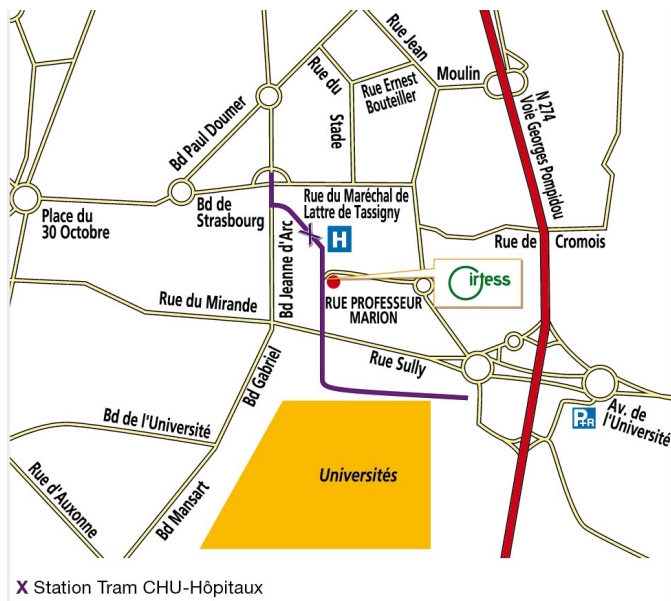 Rue Jean
Moulin
Rue du
Stade
Rue Ernest
Bouteiller
N 274
Voie Georges Pompidou
Bd Paul Doumer
Place du
30 Octobre
Bd de
Strasbourg
Rue du Maréchal de
Lattre de Tassigny
X
H
Rue de Cromois
Bd Jeanne d'Arc
irtess
Rue du Mirande
RUE PROFESSEUR
MARION
Rue Sully
Bd Gabriel
Bd de l'Université
P+R
Av. de
l'Université
Rue d'Auxonne
Bd Mansart
Universités
X Station Tram CHU-Hôpitaux